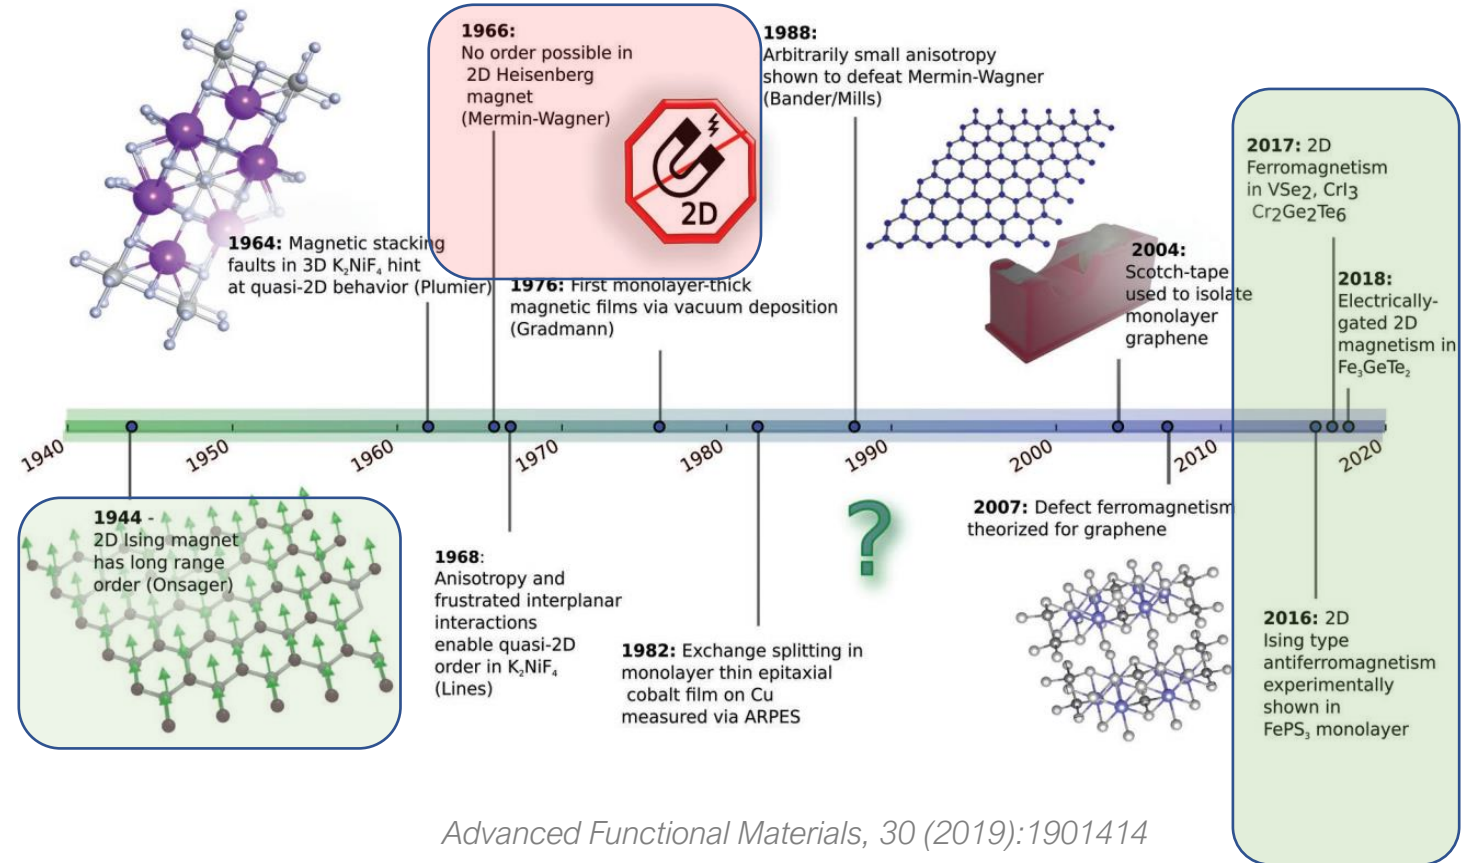 1966:
No order possible in
2D Heisenberg
magnet
(Mermin-Wagner)
2D
1988:
Arbitrarily small anisotropy
shown to defeat Mermin-Wagner
(Bander/Mills)
2017: 2D
Ferromagnetism
in VSe2, CrI3
Cr2Ge2Te6
1964: Magnetic stacking
faults in 3D K₂NiF₄ hint
at quasi-2D behavior (Plumier)
1976: First monolayer-thick
magnetic films via vacuum deposition
(Gradmann)
2004:
Scotch-tape
used to isolate
monolayer
graphene
2018:
Electrically-
gated 2D
magnetism in
Fe₃GeTe₂
1940
1950
1960
1970
1980
1990
2000
2010
2020
1944 -
2D Ising magnet
has long range
order (Onsager)
1968:
Anisotropy and
frustrated interplanar
interactions
enable quasi-2D
order in K₂NiF₄
(Lines)
1982: Exchange splitting in
monolayer thin epitaxial
cobalt film on Cu
measured via ARPES
?
2007: Defect ferromagnetism
theorized for graphene
2016: 2D
Ising type
antiferromagnetism
experimentally
shown in
FePS₃ monolayer
Advanced Functional Materials, 30 (2019):1901414